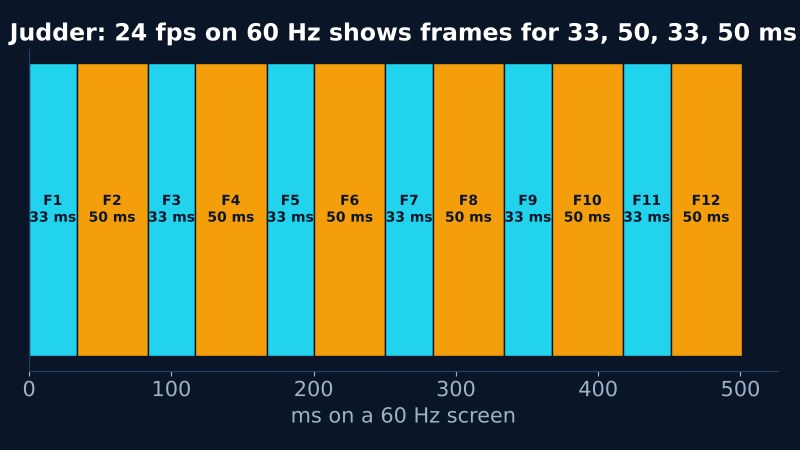 Judder: 24 fps on 60 Hz shows frames for 33, 50, 33, 50 ms
F1 F2 F3 F4 F5 F6 F7 F8 F9 F10 F11 F12
33 ms 50 ms 33 ms 50 ms 33 ms 50 ms 33 ms 50 ms 33 ms 50 ms 33 ms 50 ms
0 100 200 300 400 500
ms on a 60 Hz screen